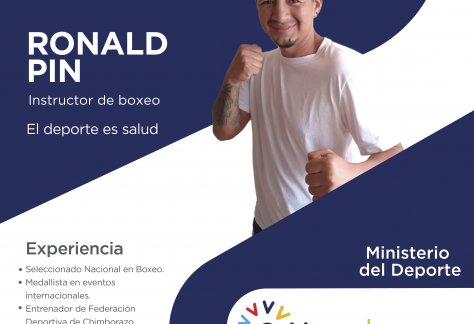 RONALD
PIN
Instructor de boxeo
El deporte es salud
Experiencia
Seleccionado Nacional en Boxeo.
Medallista en eventos
internacionales.
Entrenador de Federación
Deportiva de Chimborazo
Ministerio
del Deporte